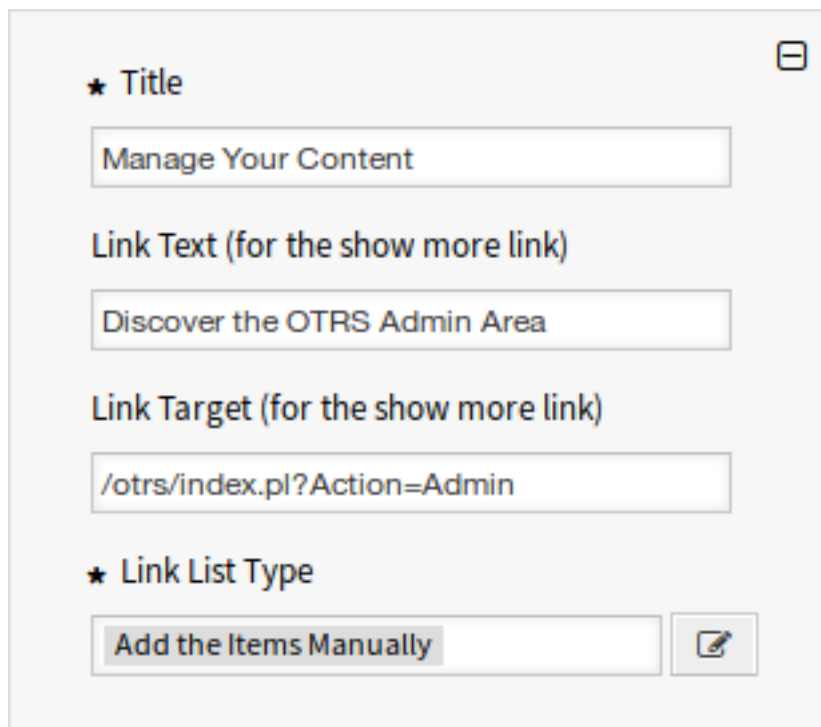 ★ Title
Manage Your Content
Link Text (for the show more link)
Discover the OTRS Admin Area
Link Target (for the show more link)
/otrs/index.pl?Action=Admin
★ Link List Type
Add the Items Manually